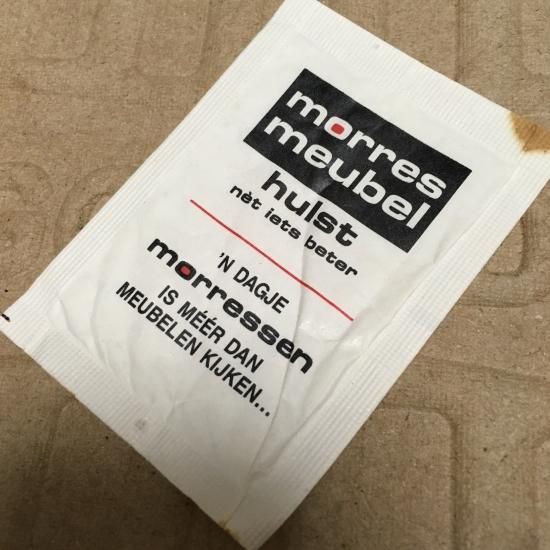 morres
meubel
hulst
nèt iets beter
'N DAGJE
morressen
IS MÉÉR DAN
MEUBELEN KIJKEN...